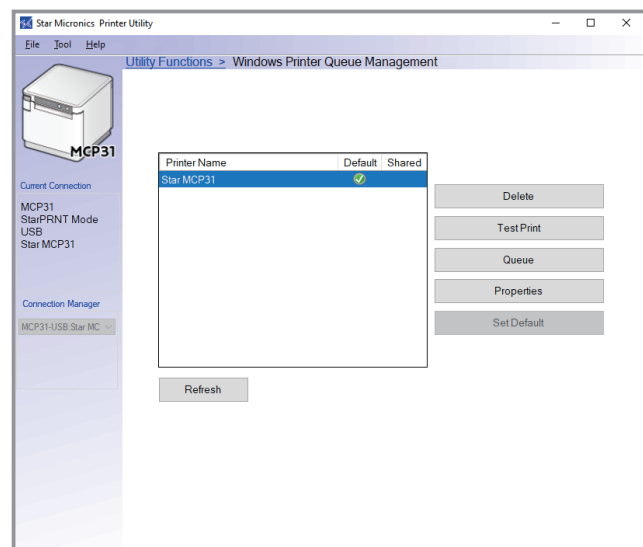 Star Micronics Printer Utility
File Tool Help
Utility Functions > Windows Printer Queue Management
MCP31
Current Connection
MCP31
StarPRNT Mode
USB
Star MCP31
Connection Manager
MCP31-USB:Star MC
Printer Name Default Shared
Star MCP31
Delete
Test Print
Queue
Properties
Set Default
Refresh